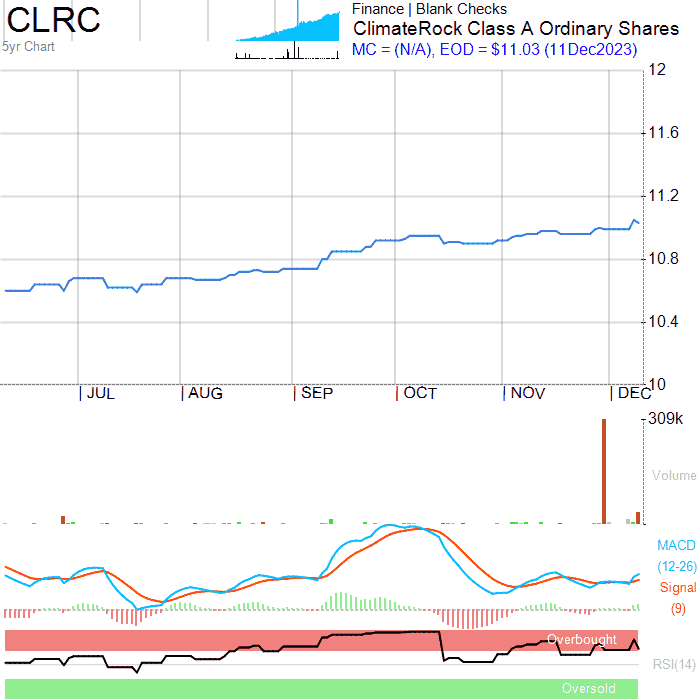 CLRC
5yr Chart
Finance | Blank Checks
ClimateRock Class A Ordinary Shares
MC = (N/A), EOD = $11.03 (11Dec2023)
12
11.6
11.2
10.8
10.4
10
| JUL | AUG | SEP | OCT | NOV | DEC
309k
Volume
MACD
(12-26)
Signal
(9)
Overbought
RSI(14)
Oversold